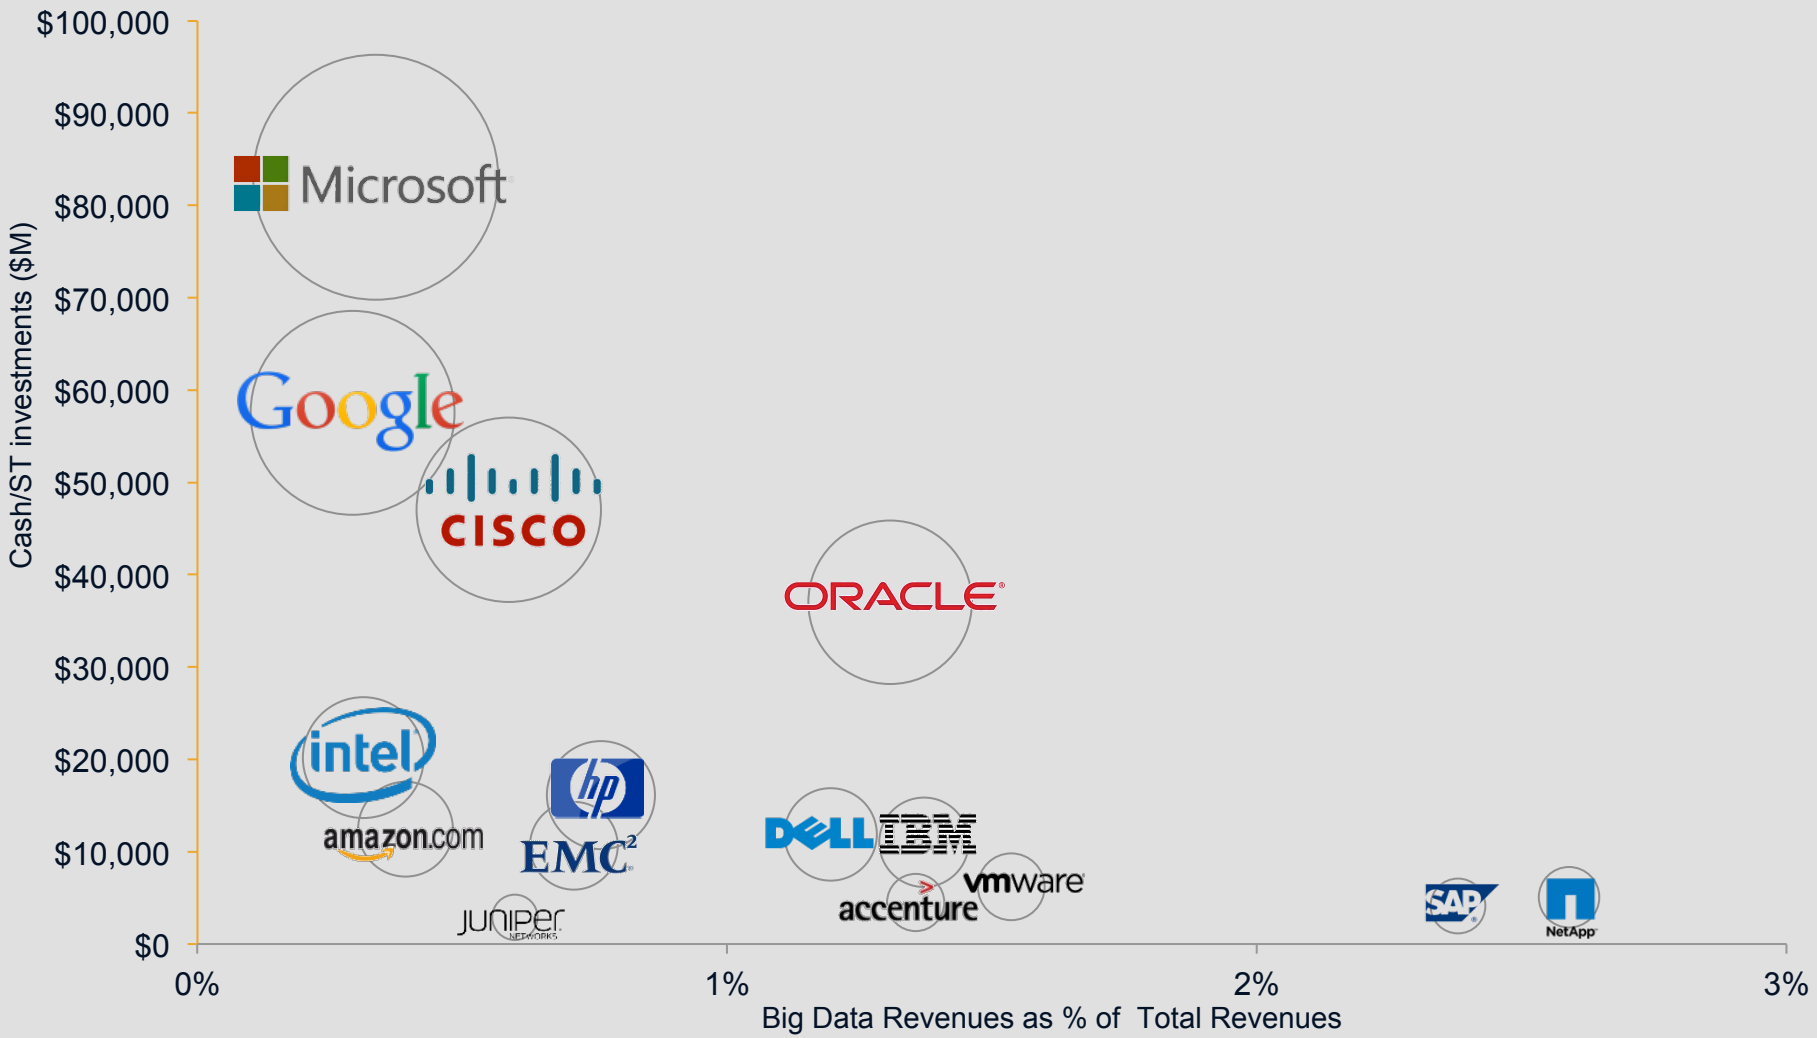 $100,000
$90,000
$80,000
$70,000
$60,000
$50,000
$40,000
$30,000
$20,000
$10,000
$0
Cash/ST investments ($M)
Microsoft
Google
CISCO
ORACLE®
intel
amazon.com
hp
EMC²®
JUNIPER
NETWORKS
DELL
IBM
vmware®
accenture
SAP®
NetApp™
0%
1%
2%
3%
Big Data Revenues as % of  Total Revenues